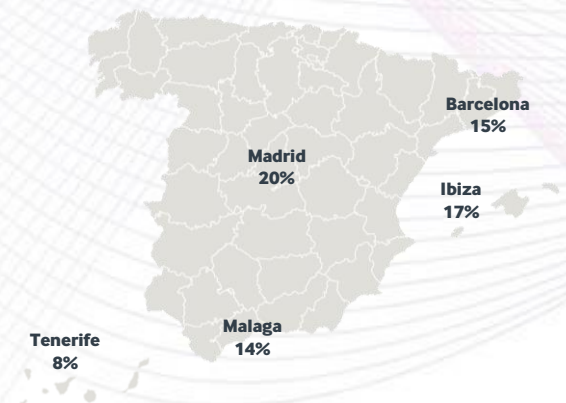 Barcelona
15%
Madrid
20%
Ibiza
17%
Malaga
14%
Tenerife
8%